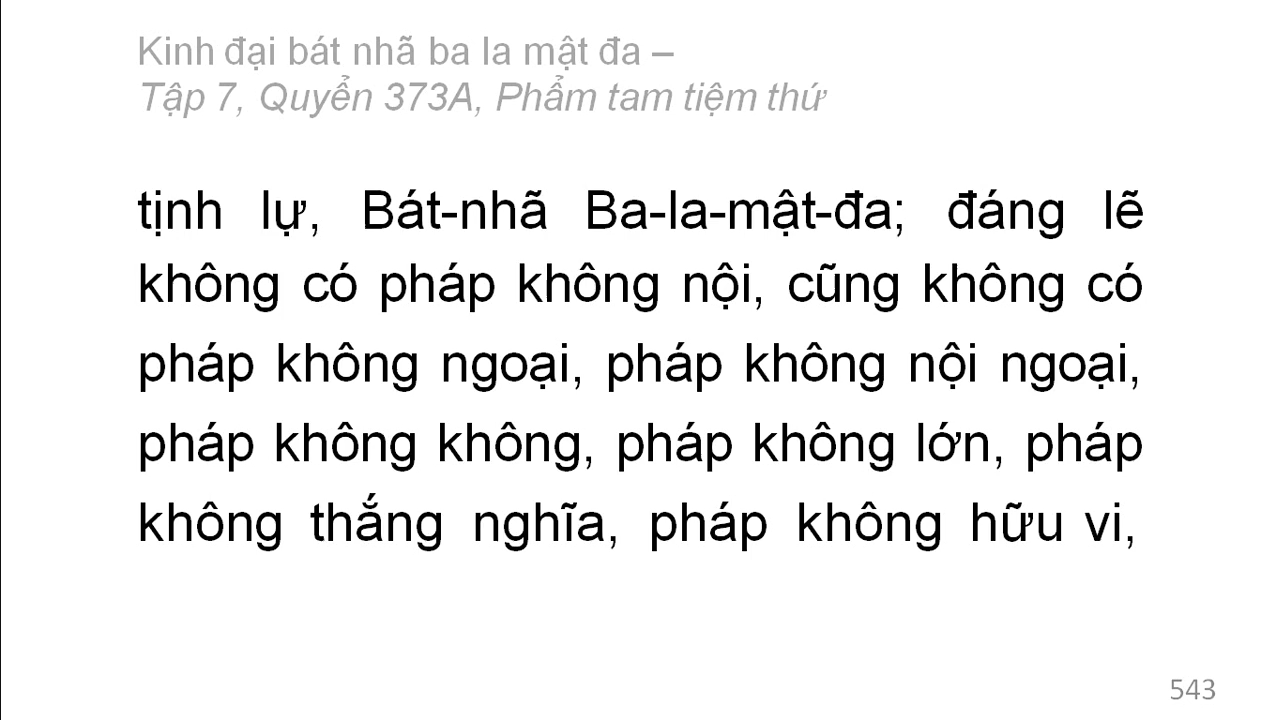 Kinh đại bát nhã ba la mật đa –
Tập 7, Quyển 373A, Phẩm tam tiệm thứ
tịnh lự, Bát-nhã Ba-la-mật-đa; đáng lẽ
không có pháp không nội, cũng không có
pháp không ngoại, pháp không nội ngoại,
pháp không không, pháp không lớn, pháp
không thắng nghĩa, pháp không hữu vi,
543